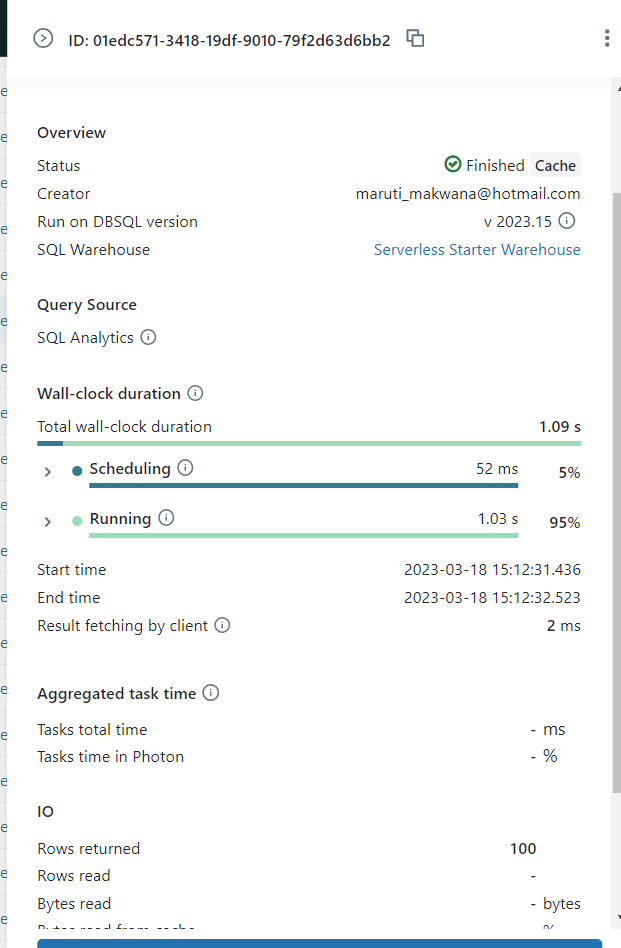 ID: 01edc571-3418-19df-9010-79f2d63d6bb2
Overview
Status Finished Cache
Creator maruti_makwana@hotmail.com
Run on DBSQL version v 2023.15
SQL Warehouse Serverless Starter Warehouse
Query Source
SQL Analytics
Wall-clock duration
Total wall-clock duration 1.09 s
Scheduling 52 ms 5%
Running 1.03 s 95%
Start time 2023-03-18 15:12:31.436
End time 2023-03-18 15:12:32.523
Result fetching by client 2 ms
Aggregated task time
Tasks total time - ms
Tasks time in Photon - %
IO
Rows returned 100
Rows read -
Bytes read - bytes
Bytes read from cache %